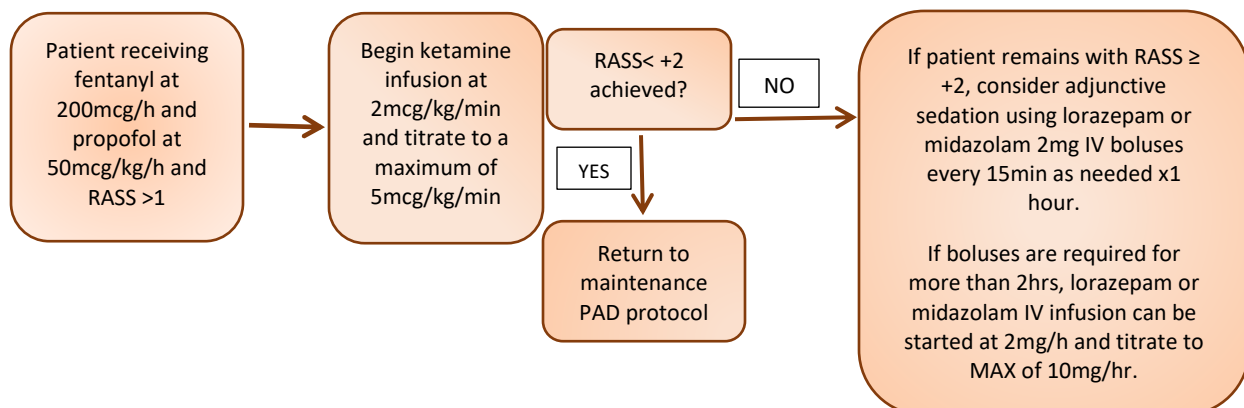 Patient receiving
fentanyl at
200mcg/h and
propofol at
50mcg/kg/h and
RASS >1
Begin ketamine
infusion at
2mcg/kg/min
and titrate to a
maximum of
5mcg/kg/min
RASS< +2
achieved?
NO
YES
Return to
maintenance
PAD protocol
If patient remains with RASS ≥
+2, consider adjunctive
sedation using lorazepam or
midazolam 2mg IV boluses
every 15min as needed x1
hour.
If boluses are required for
more than 2hrs, lorazepam or
midazolam IV infusion can be
started at 2mg/h and titrate to
MAX of 10mg/hr.